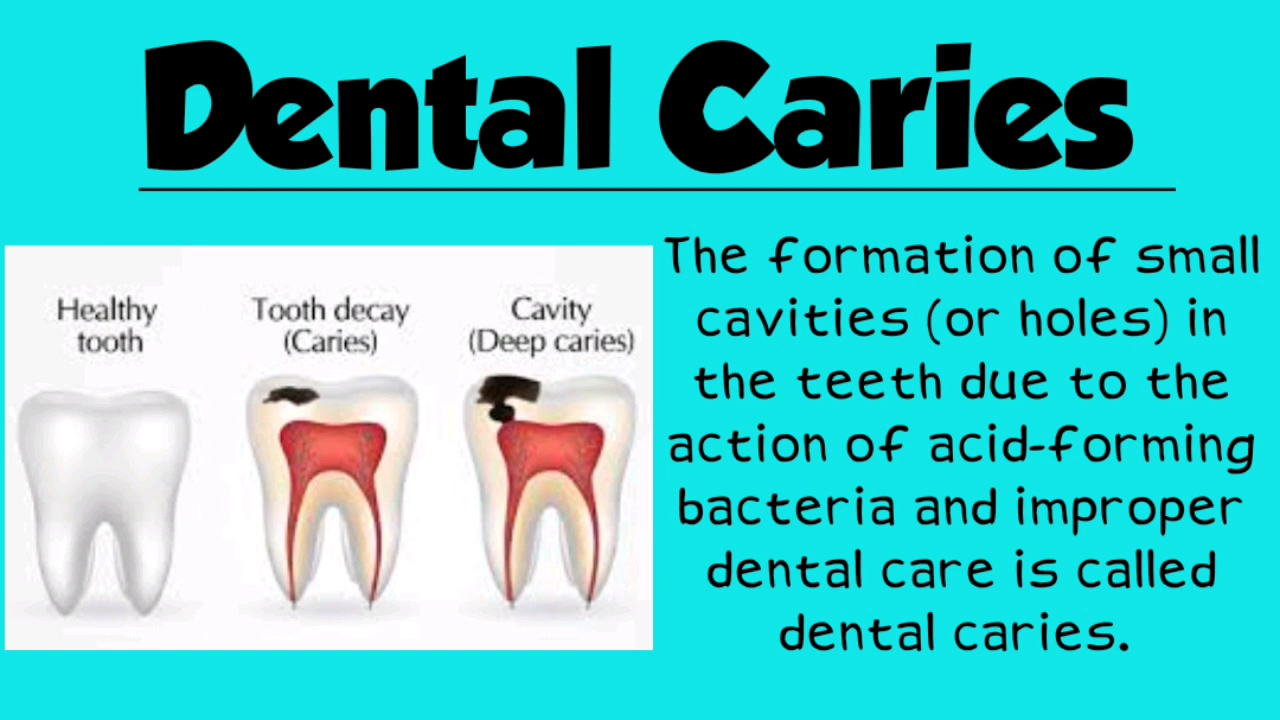 Dental Caries
Healthy
tooth
Tooth decay
(Caries)
Cavity
(Deep caries)
The formation of small
cavities (or holes) in
the teeth due to the
action of acid-forming
bacteria and improper
dental care is called
dental caries.